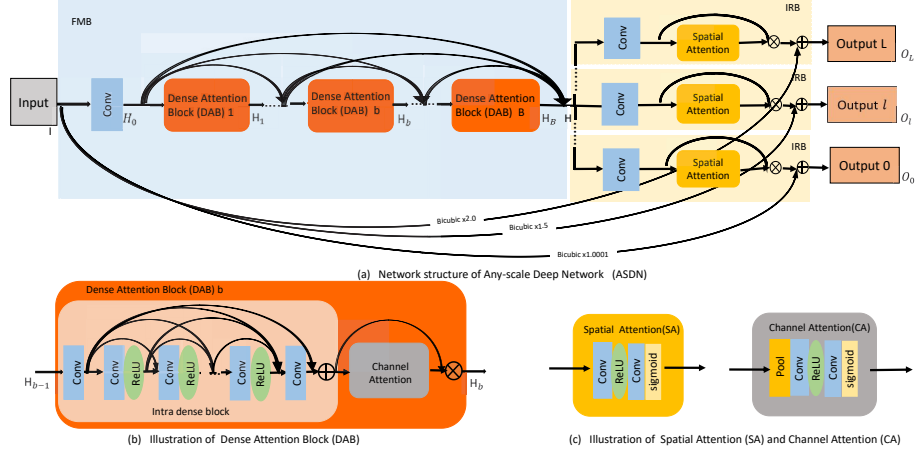 FMB
IRB
Conv
Spatial
Attention
Output L
O_L
Input
I
Conv
H_0
Dense Attention
Block (DAB) 1
H_1
Dense Attention
Block (DAB) b
H_b
Dense Attention
Block (DAB) B
H_B
H
IRB
Conv
Spatial
Attention
Output l
O_l
IRB
Conv
Spatial
Attention
Output 0
O_0
Bicubic x2.0
Bicubic x1.5
Bicubic x1.0001
(a) Network structure of Any-scale Deep Network (ASDN)
Dense Attention Block (DAB) b
H_{b−1}
Conv
Conv
ReLU
Conv
ReLU
Conv
ReLU
Conv
Channel
Attention
H_b
Intra dense block
(b) Illustration of Dense Attention Block (DAB)
Spatial Attention(SA)
Conv
ReLU
Conv
sigmoid
Channel Attention(CA)
Pool
Conv
ReLU
Conv
sigmoid
(c) Illustration of Spatial Attention (SA) and Channel Attention (CA)